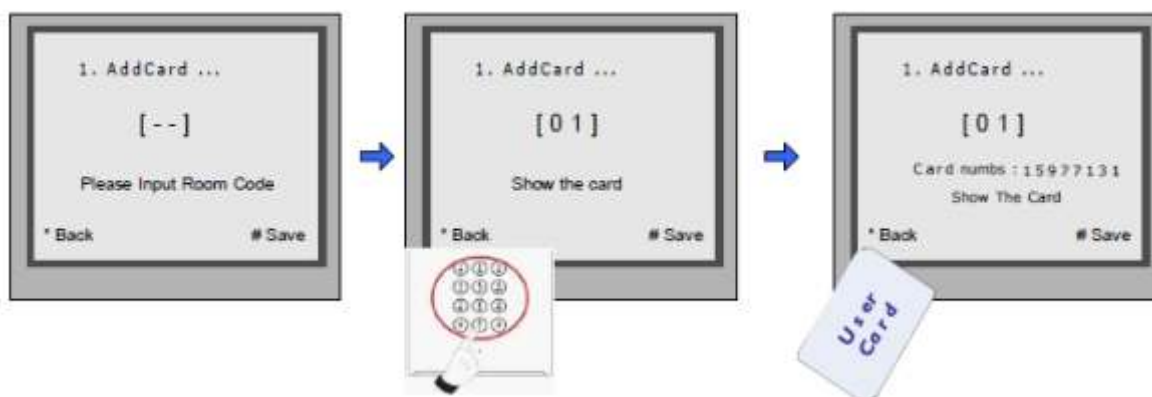 1. AddCard ...
[--]
Please Input Room Code
* Back # Save
1. AddCard ...
[01]
Show the card
* Back # Save
1. AddCard ...
[01]
Card numbs : 15977131
Show The Card
* Back # Save
User
Card